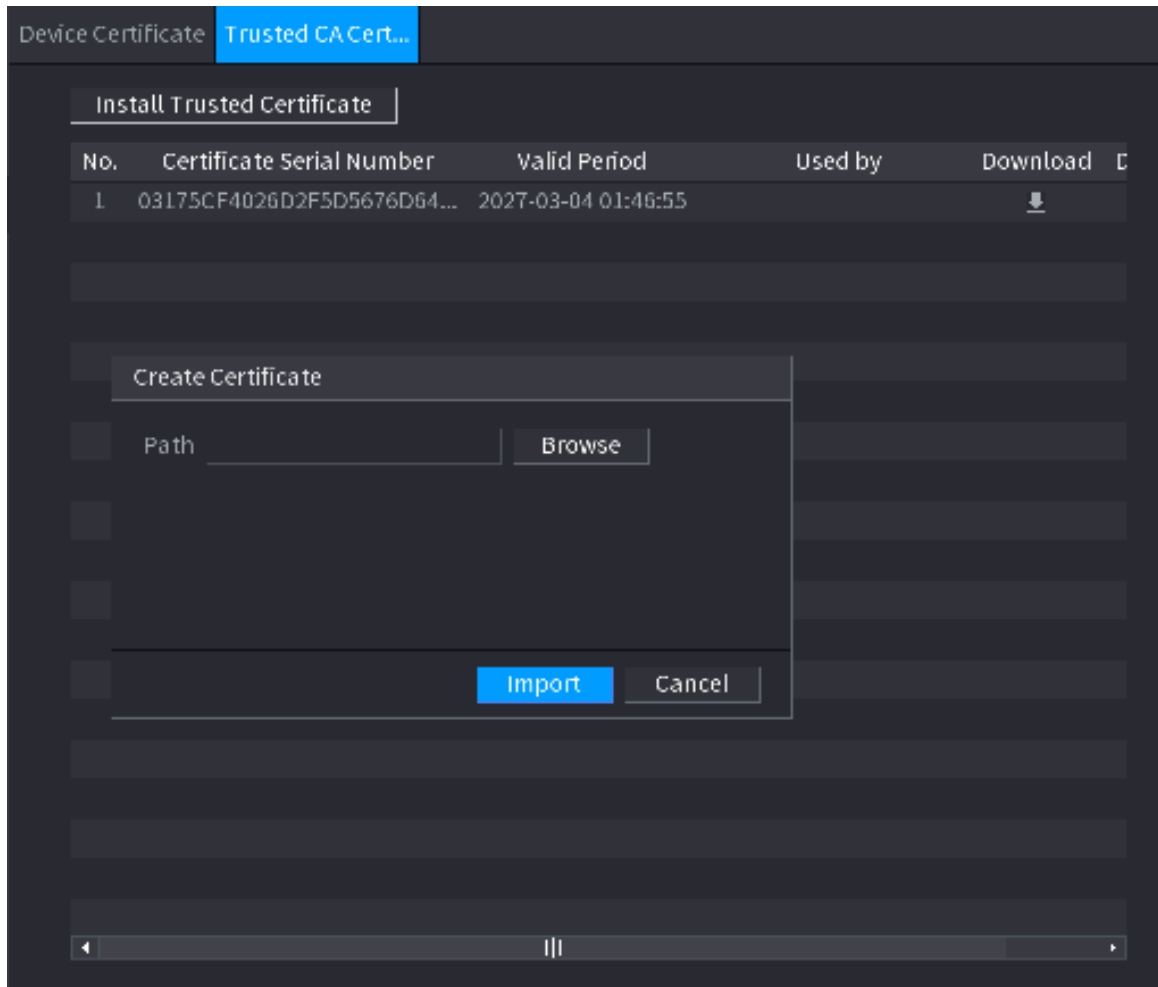 Device Certificate Trusted CA Cert...
Install Trusted Certificate
No. Certificate Serial Number Valid Period Used by Download D
1 03175CF4026D2F5D5676D64... 2027-03-04 01:46:55
Create Certificate
Path Browse
Import Cancel